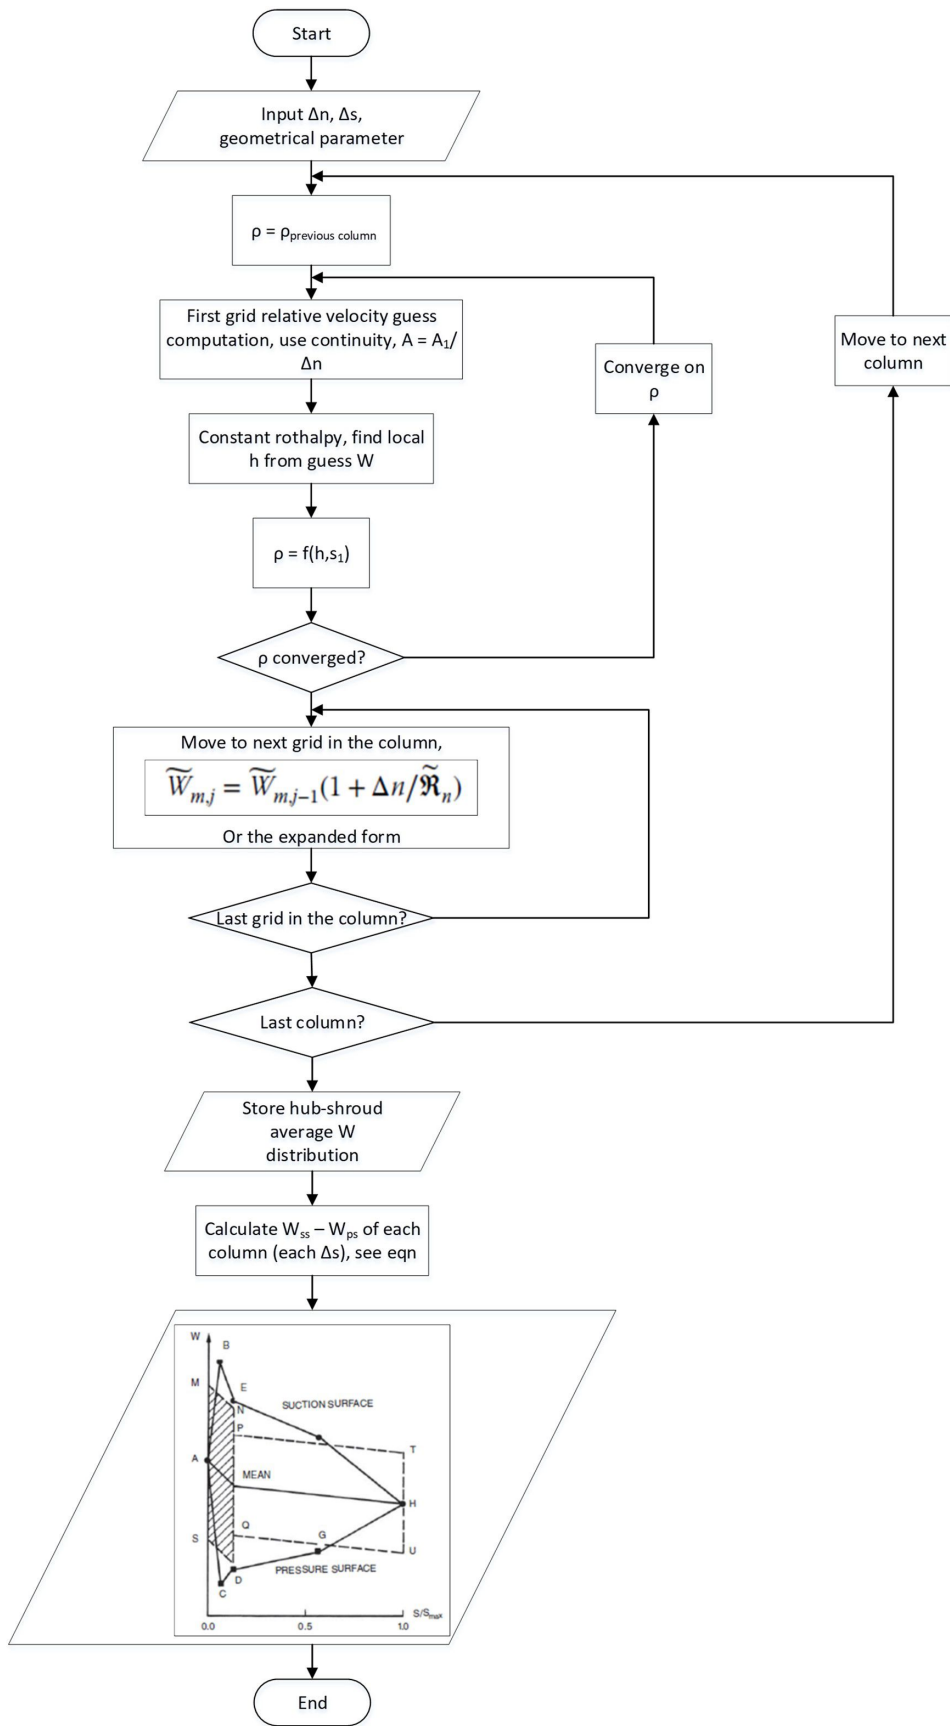 Start
Input Δn, Δs,
geometrical parameter
ρ = ρprevious column
First grid relative velocity guess
computation, use continuity, A = A₁/
Δn
Converge on
ρ
Move to next
column
Constant rothalpy, find local
h from guess W
ρ = f(h,s₁)
ρ converged?
Move to next grid in the column,
W̃m,j = W̃m,j−1(1 + Δn/ℜ̃n)
Or the expanded form
Last grid in the column?
Last column?
Store hub-shroud
average W
distribution
Calculate Wss – Wps of each
column (each Δs), see eqn
W
B
M
E
SUCTION SURFACE
N
P
T
A
MEAN
H
Q
G
S
U
D
PRESSURE SURFACE
C
S/Smax
0.0 0.5 1.0
End